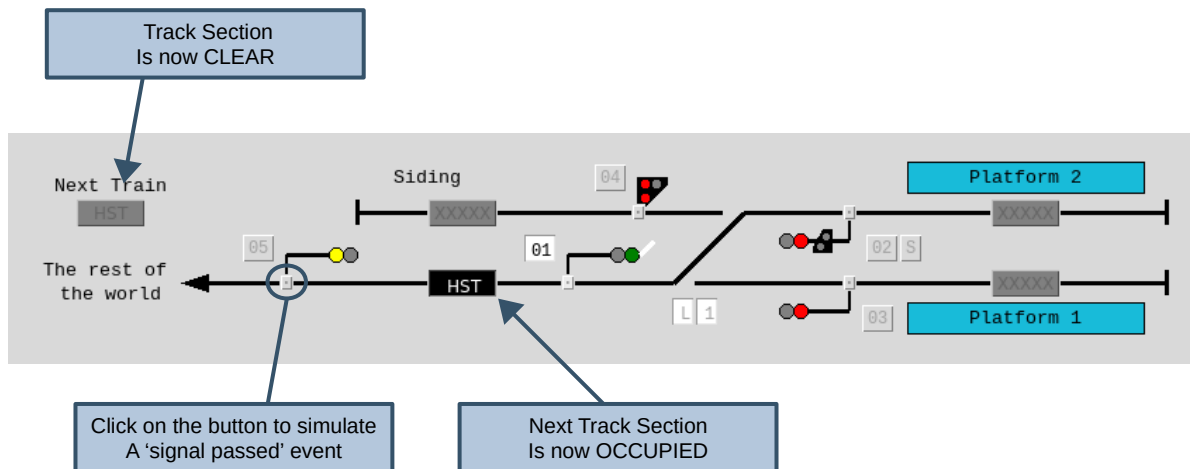 Track Section
Is now CLEAR
Next Train
HST
Siding
XXXXX
04
Platform 2
XXXXX
05
01
02 S
The rest of
the world
HST
L 1
03
XXXXX
Platform 1
Click on the button to simulate
A ‘signal passed’ event
Next Track Section
Is now OCCUPIED